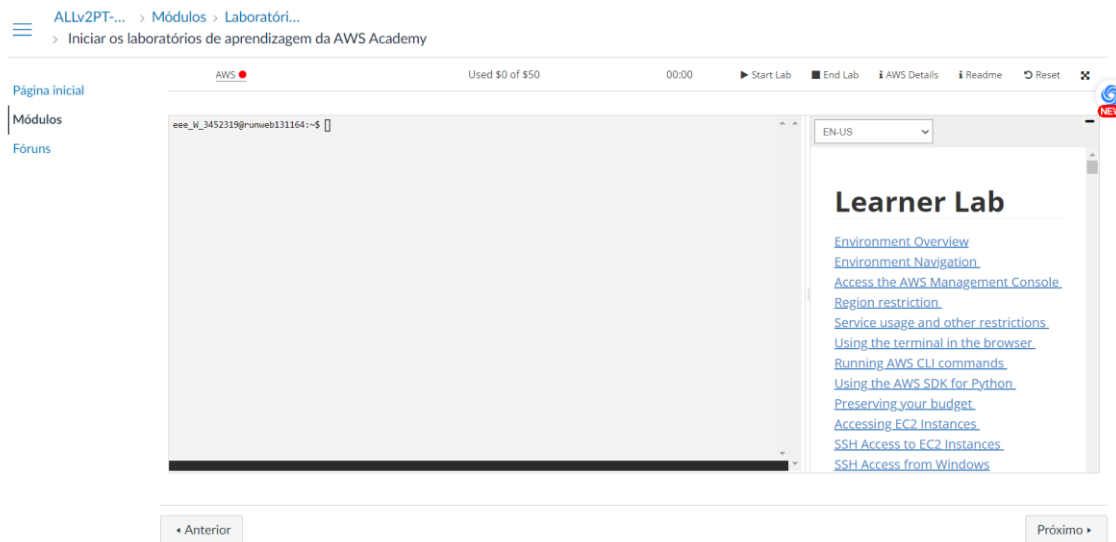 ALLv2PT-... > Módulos > Laboratóri...
> Iniciar os laboratórios de aprendizagem da AWS Academy
AWS Used $0 of $50 00:00 Start Lab End Lab AWS Details Readme Reset
Página inicial
Módulos
Fóruns
NEW
eee_W_3452319@runweb131164:~$
EN-US
Learner Lab
Environment Overview
Environment Navigation
Access the AWS Management Console
Region restriction
Service usage and other restrictions
Using the terminal in the browser
Running AWS CLI commands
Using the AWS SDK for Python
Preserving your budget
Accessing EC2 Instances
SSH Access to EC2 Instances
SSH Access from Windows
Anterior
Próximo